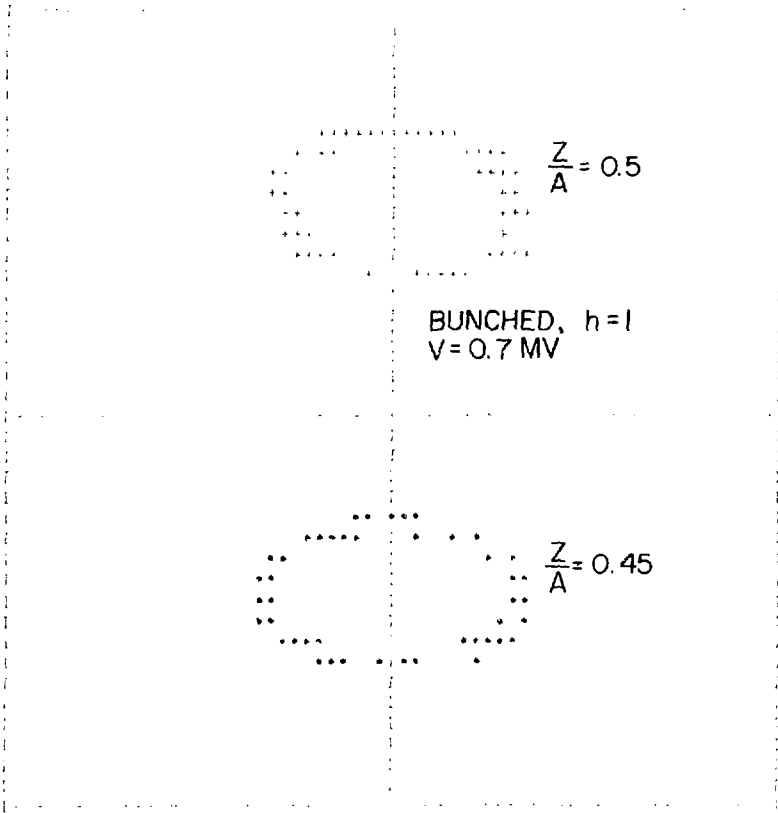 Z/A = 0.5
BUNCHED, h=1
V=0.7 MV
Z/A = 0.45